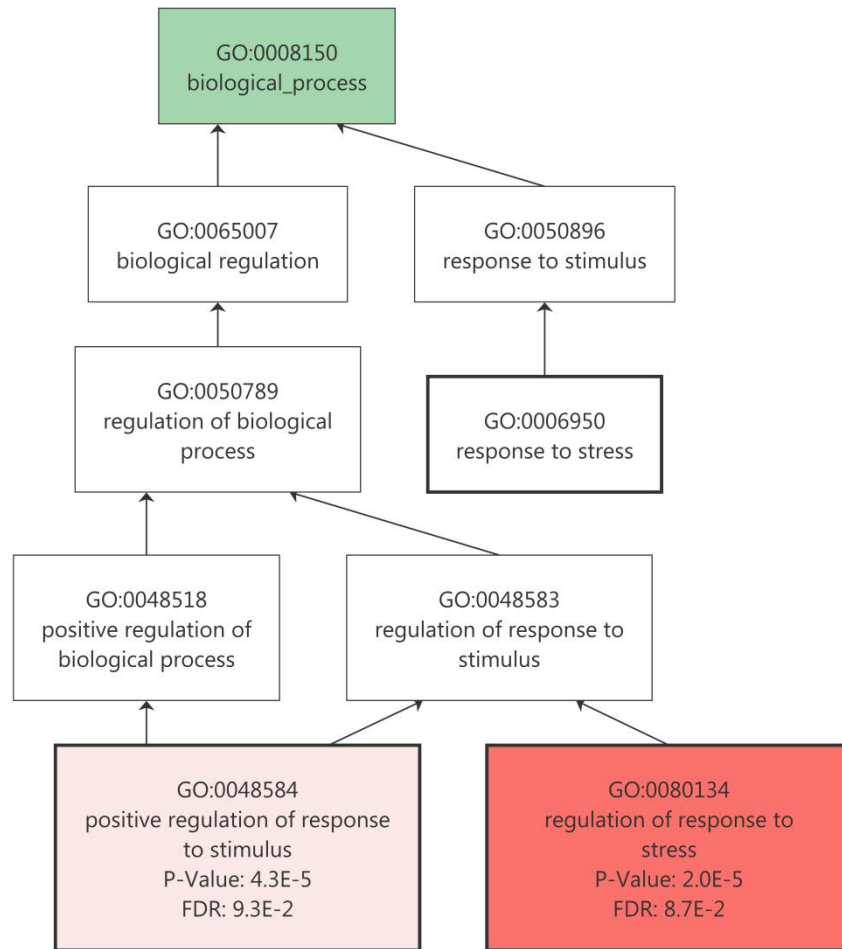 GO:0008150
biological_process
GO:0065007
biological regulation
GO:0050896
response to stimulus
GO:0050789
regulation of biological
process
GO:0006950
response to stress
GO:0048518
positive regulation of
biological process
GO:0048583
regulation of response to
stimulus
GO:0048584
positive regulation of response
to stimulus
P-Value: 4.3E-5
FDR: 9.3E-2
GO:0080134
regulation of response to
stress
P-Value: 2.0E-5
FDR: 8.7E-2